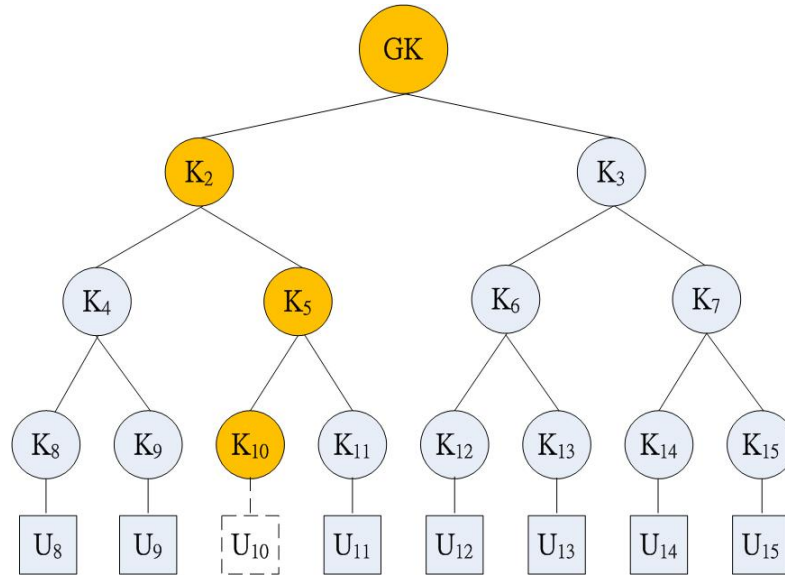 GK
K₂ K₃
K₄ K₅ K₆ K₇
K₈ K₉ K₁₀ K₁₁ K₁₂ K₁₃ K₁₄ K₁₅
U₈ U₉ U₁₀ U₁₁ U₁₂ U₁₃ U₁₄ U₁₅